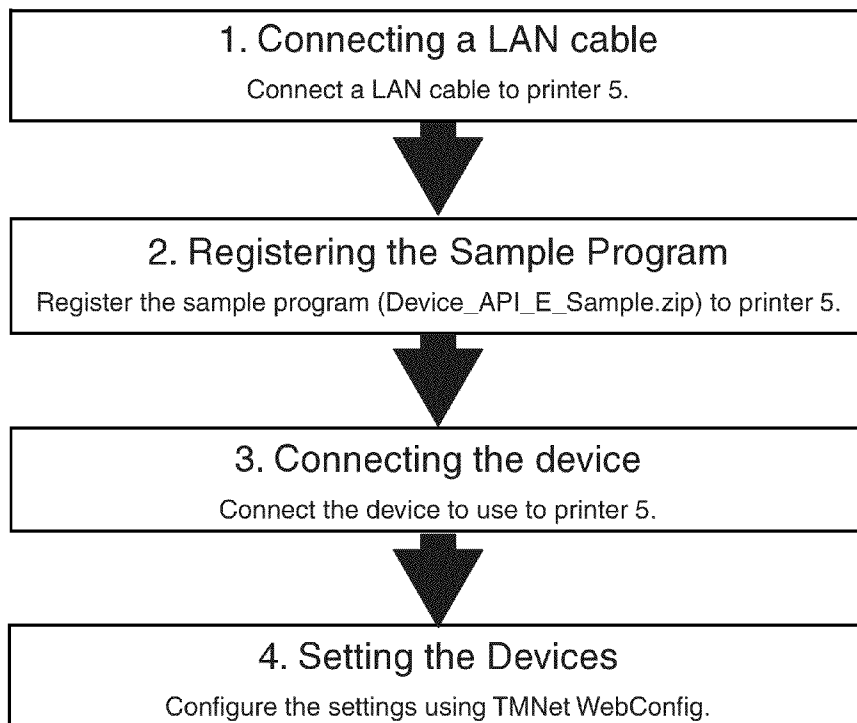 1. Connecting a LAN cable
Connect a LAN cable to printer 5.
2. Registering the Sample Program
Register the sample program (Device_API_E_Sample.zip) to printer 5.
3. Connecting the device
Connect the device to use to printer 5.
4. Setting the Devices
Configure the settings using TMNet WebConfig.